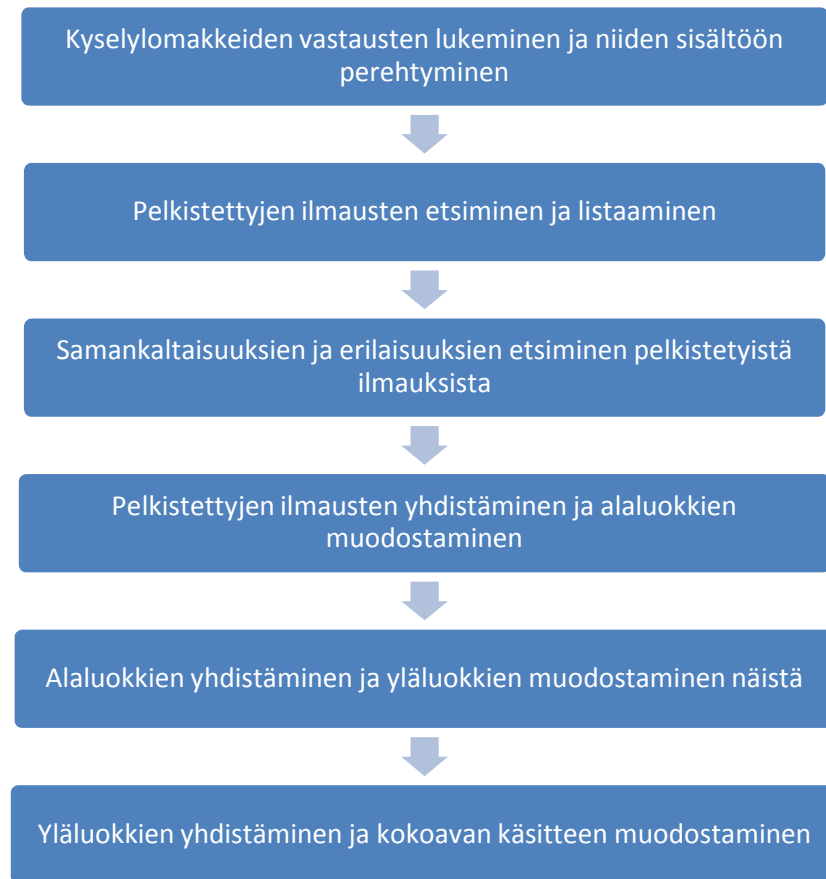 Kyselylomakkeiden vastausten lukeminen ja niiden sisältöön
perehtyminen
Pelkistettyjen ilmausten etsiminen ja listaaminen
Samankaltaisuuksien ja erilaisuuksien etsiminen pelkistetyistä
ilmauksista
Pelkistettyjen ilmausten yhdistäminen ja alaluokkien
muodostaminen
Alaluokkien yhdistäminen ja yläluokkien muodostaminen näistä
Yläluokkien yhdistäminen ja kokoavan käsitteen muodostaminen